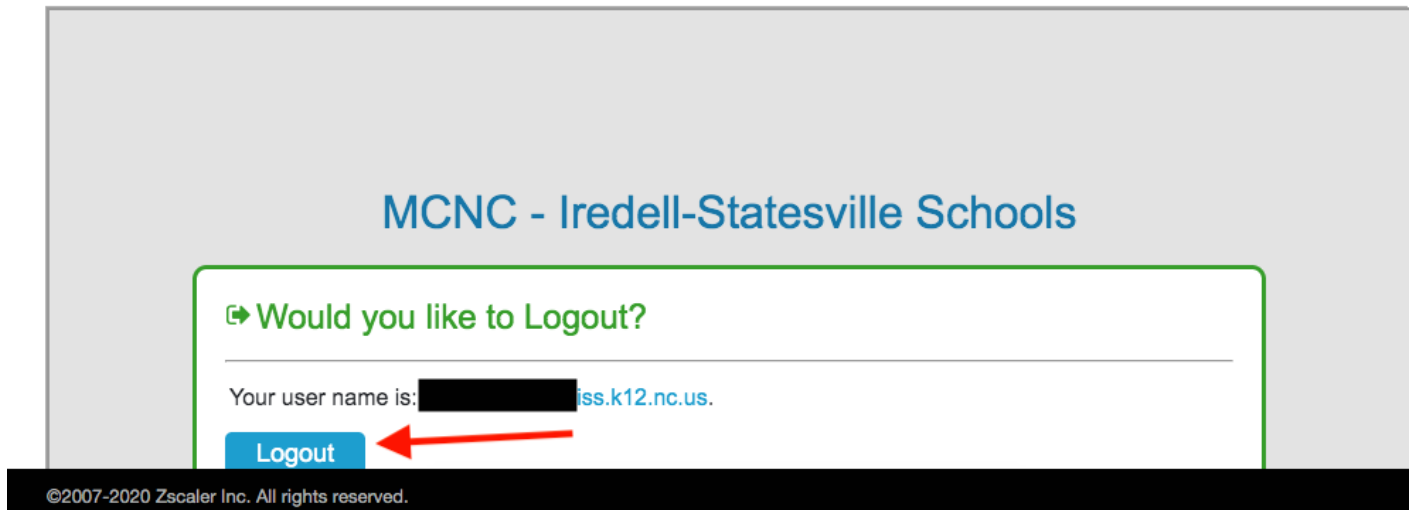 MCNC - Iredell-Statesville Schools
Would you like to Logout?
Your user name is: iss.k12.nc.us.
Logout
©2007-2020 Zscaler Inc. All rights reserved.